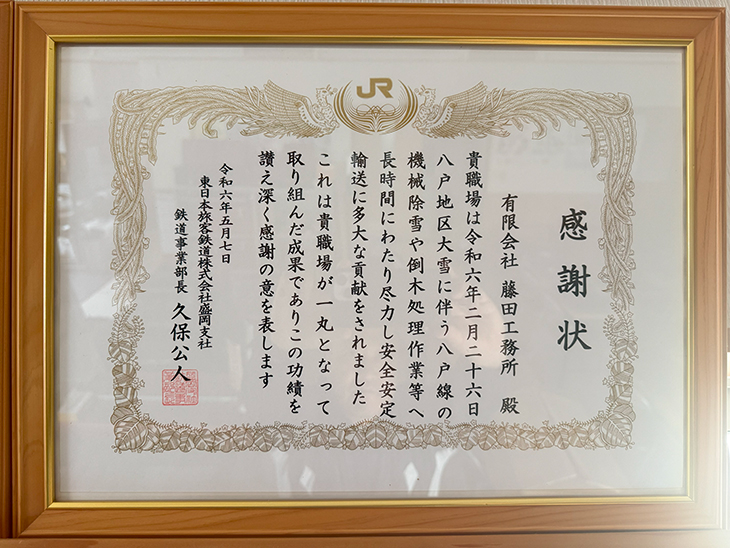 JR
感謝状
有限会社 藤田工務所 殿
貴職場は令和六年二月二十六日
八戸地区大雪に伴う八戸線の
機械除雪や倒木処理作業等へ
長時間にわたり尽力し安全安定
輸送に多大な貢献をされました
これは貴職場が一丸となって
取り組んだ成果でありこの功績を
讃え深く感謝の意を表します
令和六年五月七日
東日本旅客鉄道株式会社盛岡支社
鉄道事業部長 久保公人